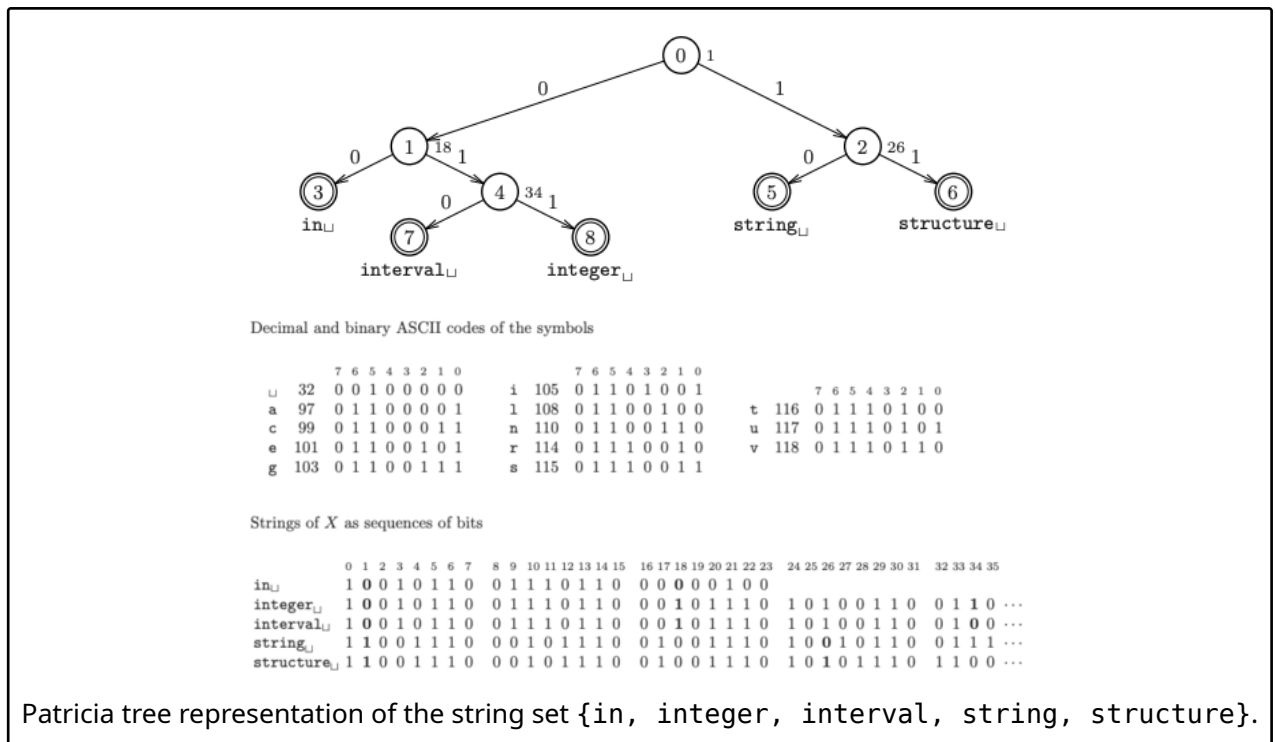 0 1
0 1
1 18 2 26
0 1 0 1
3 4 34 5 6
in␣ 0 1 string␣ structure␣
7 8
interval␣ integer␣
Decimal and binary ASCII codes of the symbols
7 6 5 4 3 2 1 0 7 6 5 4 3 2 1 0 7 6 5 4 3 2 1 0
␣ 32 0 0 1 0 0 0 0 0 i 105 0 1 1 0 1 0 0 1
a 97 0 1 1 0 0 0 0 1 l 108 0 1 1 0 0 1 0 0 t 116 0 1 1 1 0 1 0 0
c 99 0 1 1 0 0 0 1 1 n 110 0 1 1 0 0 1 1 0 u 117 0 1 1 1 0 1 0 1
e 101 0 1 1 0 0 1 0 1 r 114 0 1 1 1 0 0 1 0 v 118 0 1 1 1 0 1 1 0
g 103 0 1 1 0 0 1 1 1 s 115 0 1 1 1 0 0 1 1
Strings of X as sequences of bits
0 1 2 3 4 5 6 7 8 9 10 11 12 13 14 15 16 17 18 19 20 21 22 23 24 25 26 27 28 29 30 31 32 33 34 35
in␣ 1 0 0 1 0 1 1 0 0 1 1 1 0 1 1 0 0 0 0 0 0 1 0 0
integer␣ 1 0 0 1 0 1 1 0 0 1 1 1 0 1 1 0 0 0 1 0 1 1 1 0 1 0 1 0 0 1 1 0 0 1 1 0 ···
interval␣ 1 0 0 1 0 1 1 0 0 1 1 1 0 1 1 0 0 0 1 0 1 1 1 0 1 0 1 0 0 1 1 0 0 1 0 0 ···
string␣ 1 1 0 0 1 1 1 0 0 0 1 0 1 1 1 0 0 1 0 0 1 1 1 0 1 0 0 1 0 1 1 0 0 1 1 1 ···
structure␣ 1 1 0 0 1 1 1 0 0 0 1 0 1 1 1 0 0 1 0 0 1 1 1 0 1 0 1 0 1 1 1 0 1 1 0 0 ···
Patricia tree representation of the string set {in, integer, interval, string, structure}.